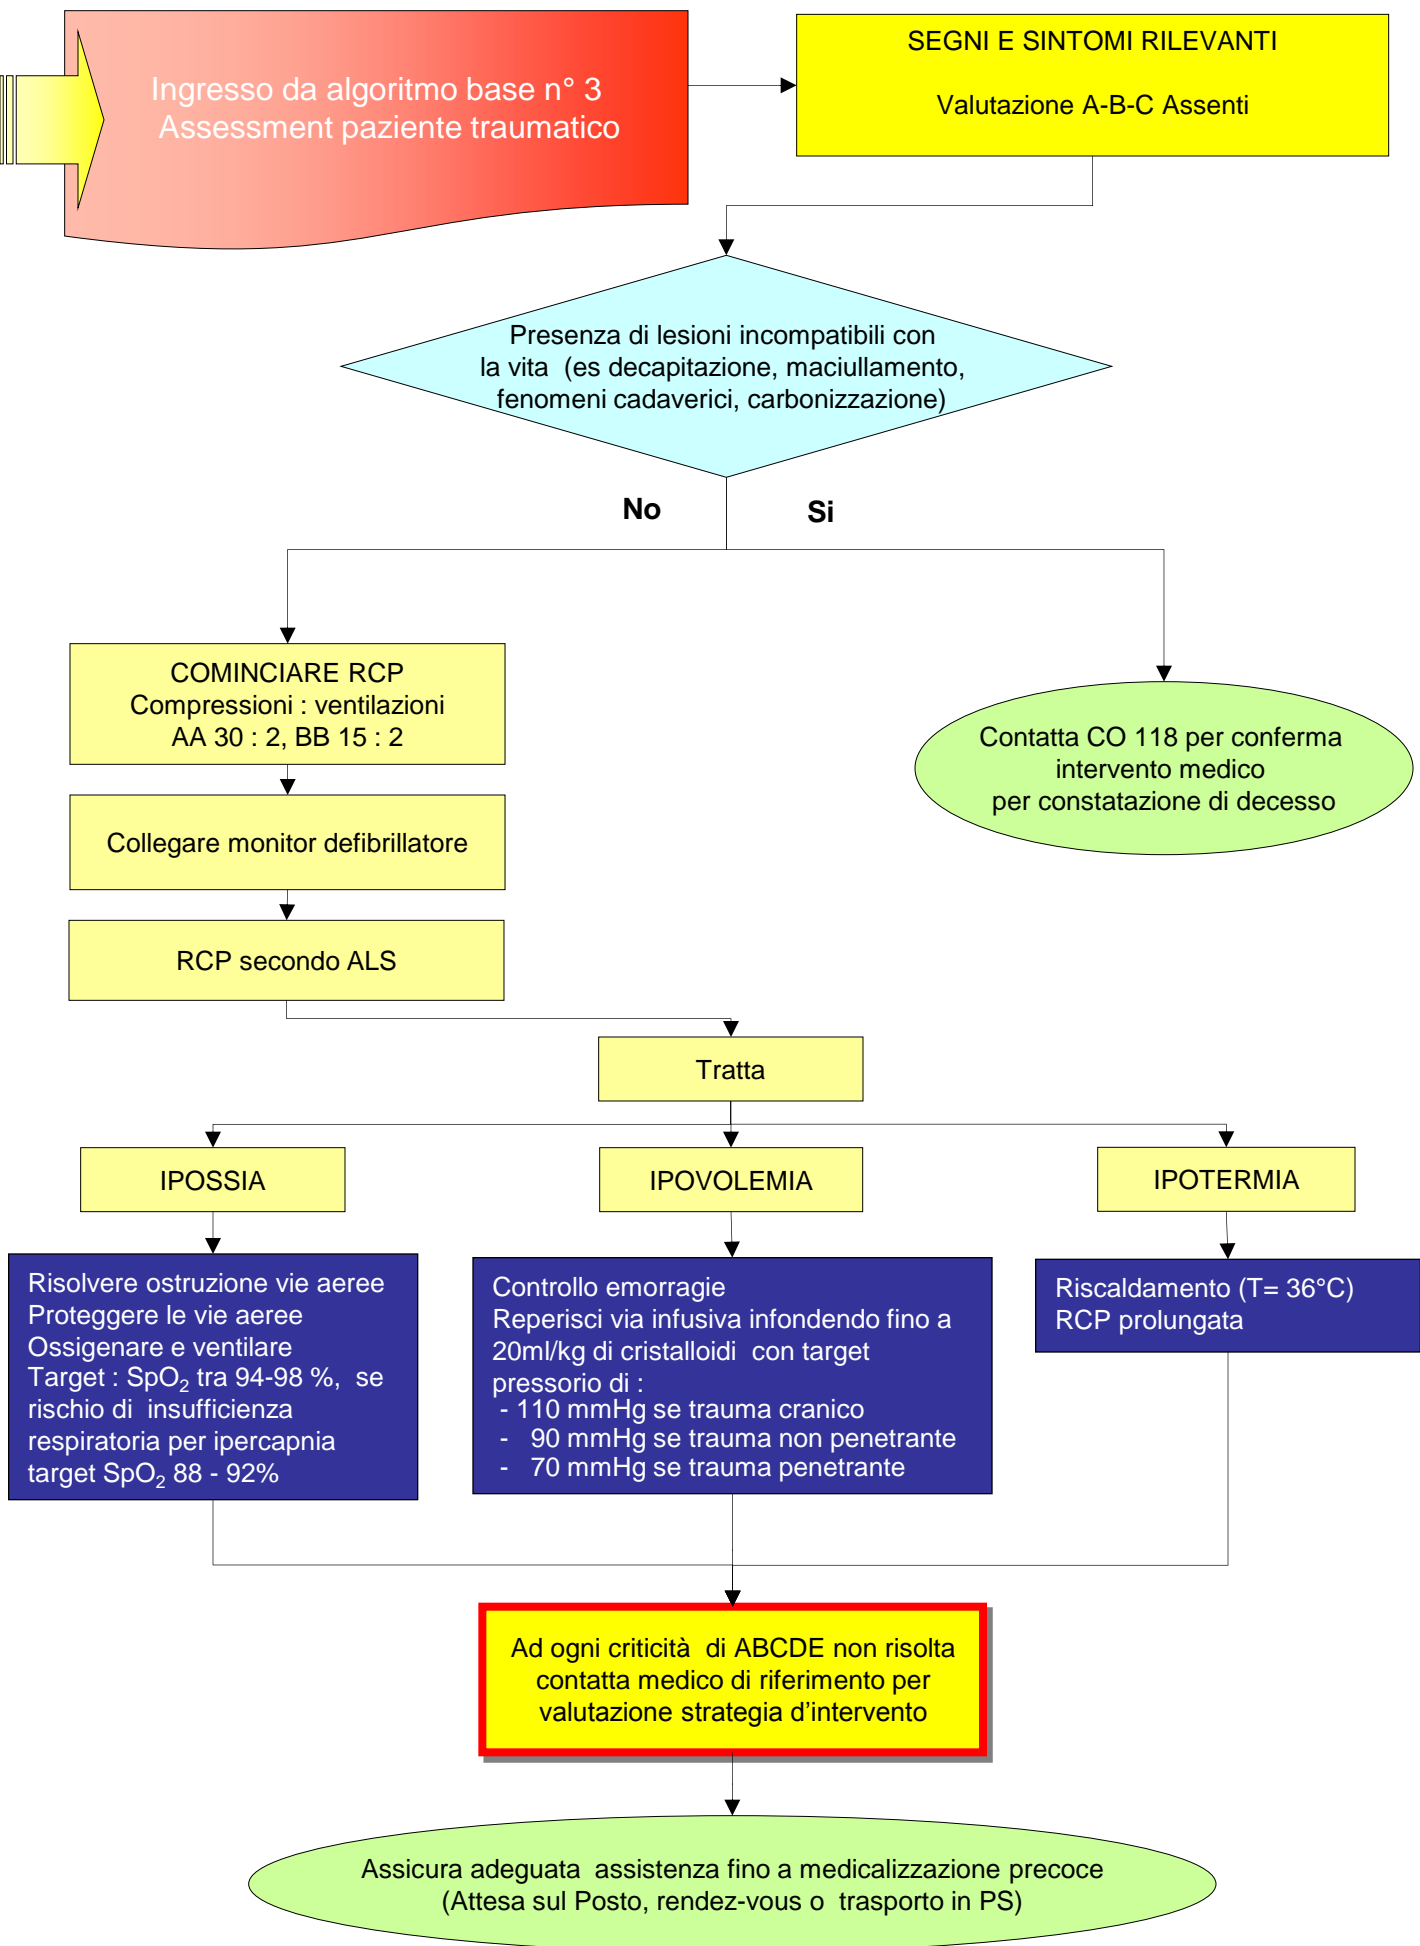 Ingresso da algoritmo base n° 3
Assessment paziente traumatico
SEGNI E SINTOMI RILEVANTI
Valutazione A-B-C Assenti
Presenza di lesioni incompatibili con
la vita (es decapitazione, maciullamento,
fenomeni cadaverici, carbonizzazione)
No
Si
COMINCIARE RCP
Compressioni : ventilazioni
AA 30 : 2, BB 15 : 2
Contatta CO 118 per conferma
intervento medico
per constatazione di decesso
Collegare monitor defibrillatore
RCP secondo ALS
Tratta
IPOSSIA
IPOVOLEMIA
IPOTERMIA
Risolvere ostruzione vie aeree
Proteggere le vie aeree
Ossigenare e ventilare
Target : SpO₂ tra 94-98 %, se
rischio di insufficienza
respiratoria per ipercapnia
target SpO₂ 88 - 92%
Controllo emorragie
Reperisci via infusiva infondendo fino a
20ml/kg di cristalloidi con target
pressorio di :
- 110 mmHg se trauma cranico
- 90 mmHg se trauma non penetrante
- 70 mmHg se trauma penetrante
Riscaldamento (T= 36°C)
RCP prolungata
Ad ogni criticità di ABCDE non risolta
contatta medico di riferimento per
valutazione strategia d’intervento
Assicura adeguata assistenza fino a medicalizzazione precoce
(Attesa sul Posto, rendez-vous o trasporto in PS)